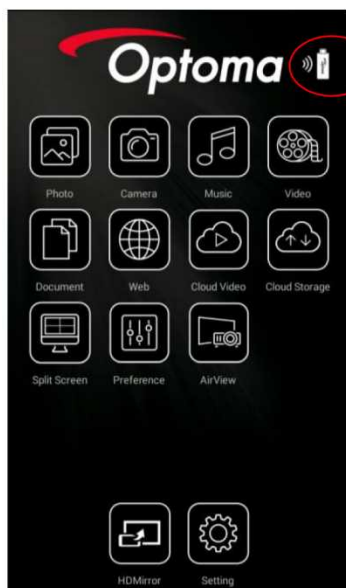 Optoma
Photo Camera Music Video
Document Web Cloud Video Cloud Storage
Split Screen Preference AirView
HDMirror Setting